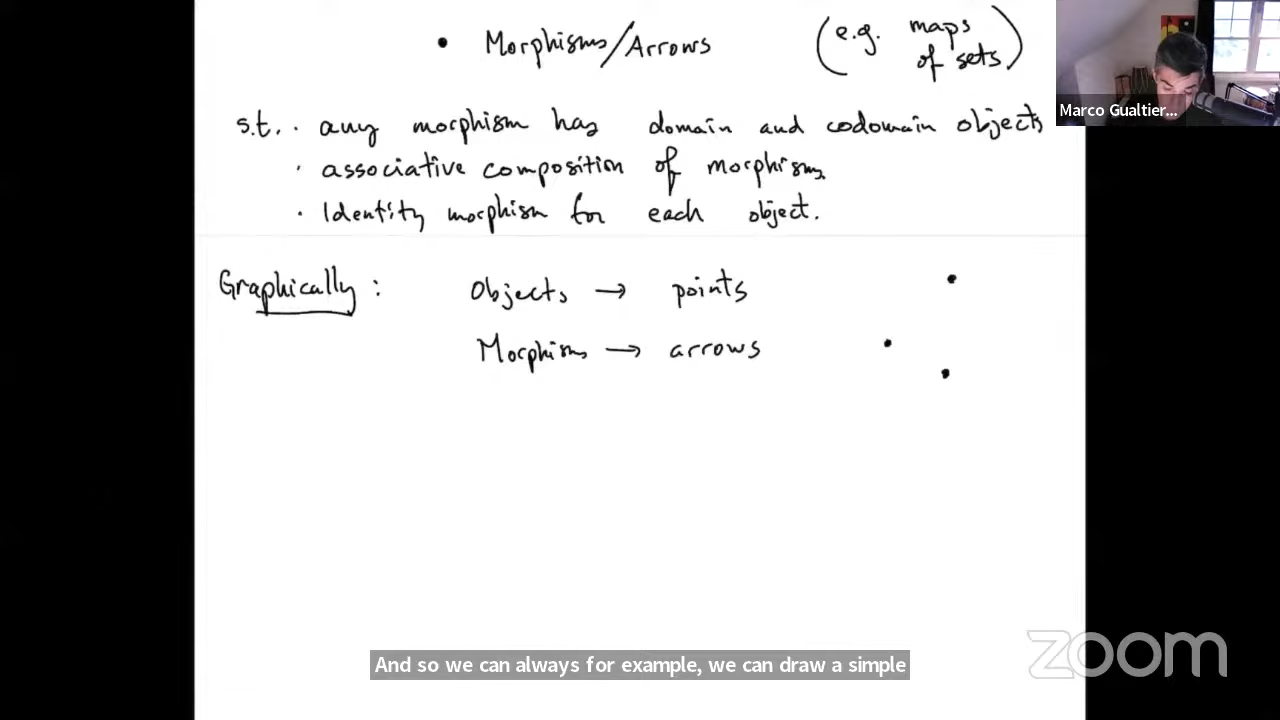 • Morphisms/Arrows (e.g. maps of sets)
s.t. · any morphism has domain and codomain objects
· associative composition of morphisms
· Identity morphism for each object.
Graphically: Objects → points
Morphisms → arrows
Marco Gualtier...
And so we can always for example, we can draw a simple
zoom